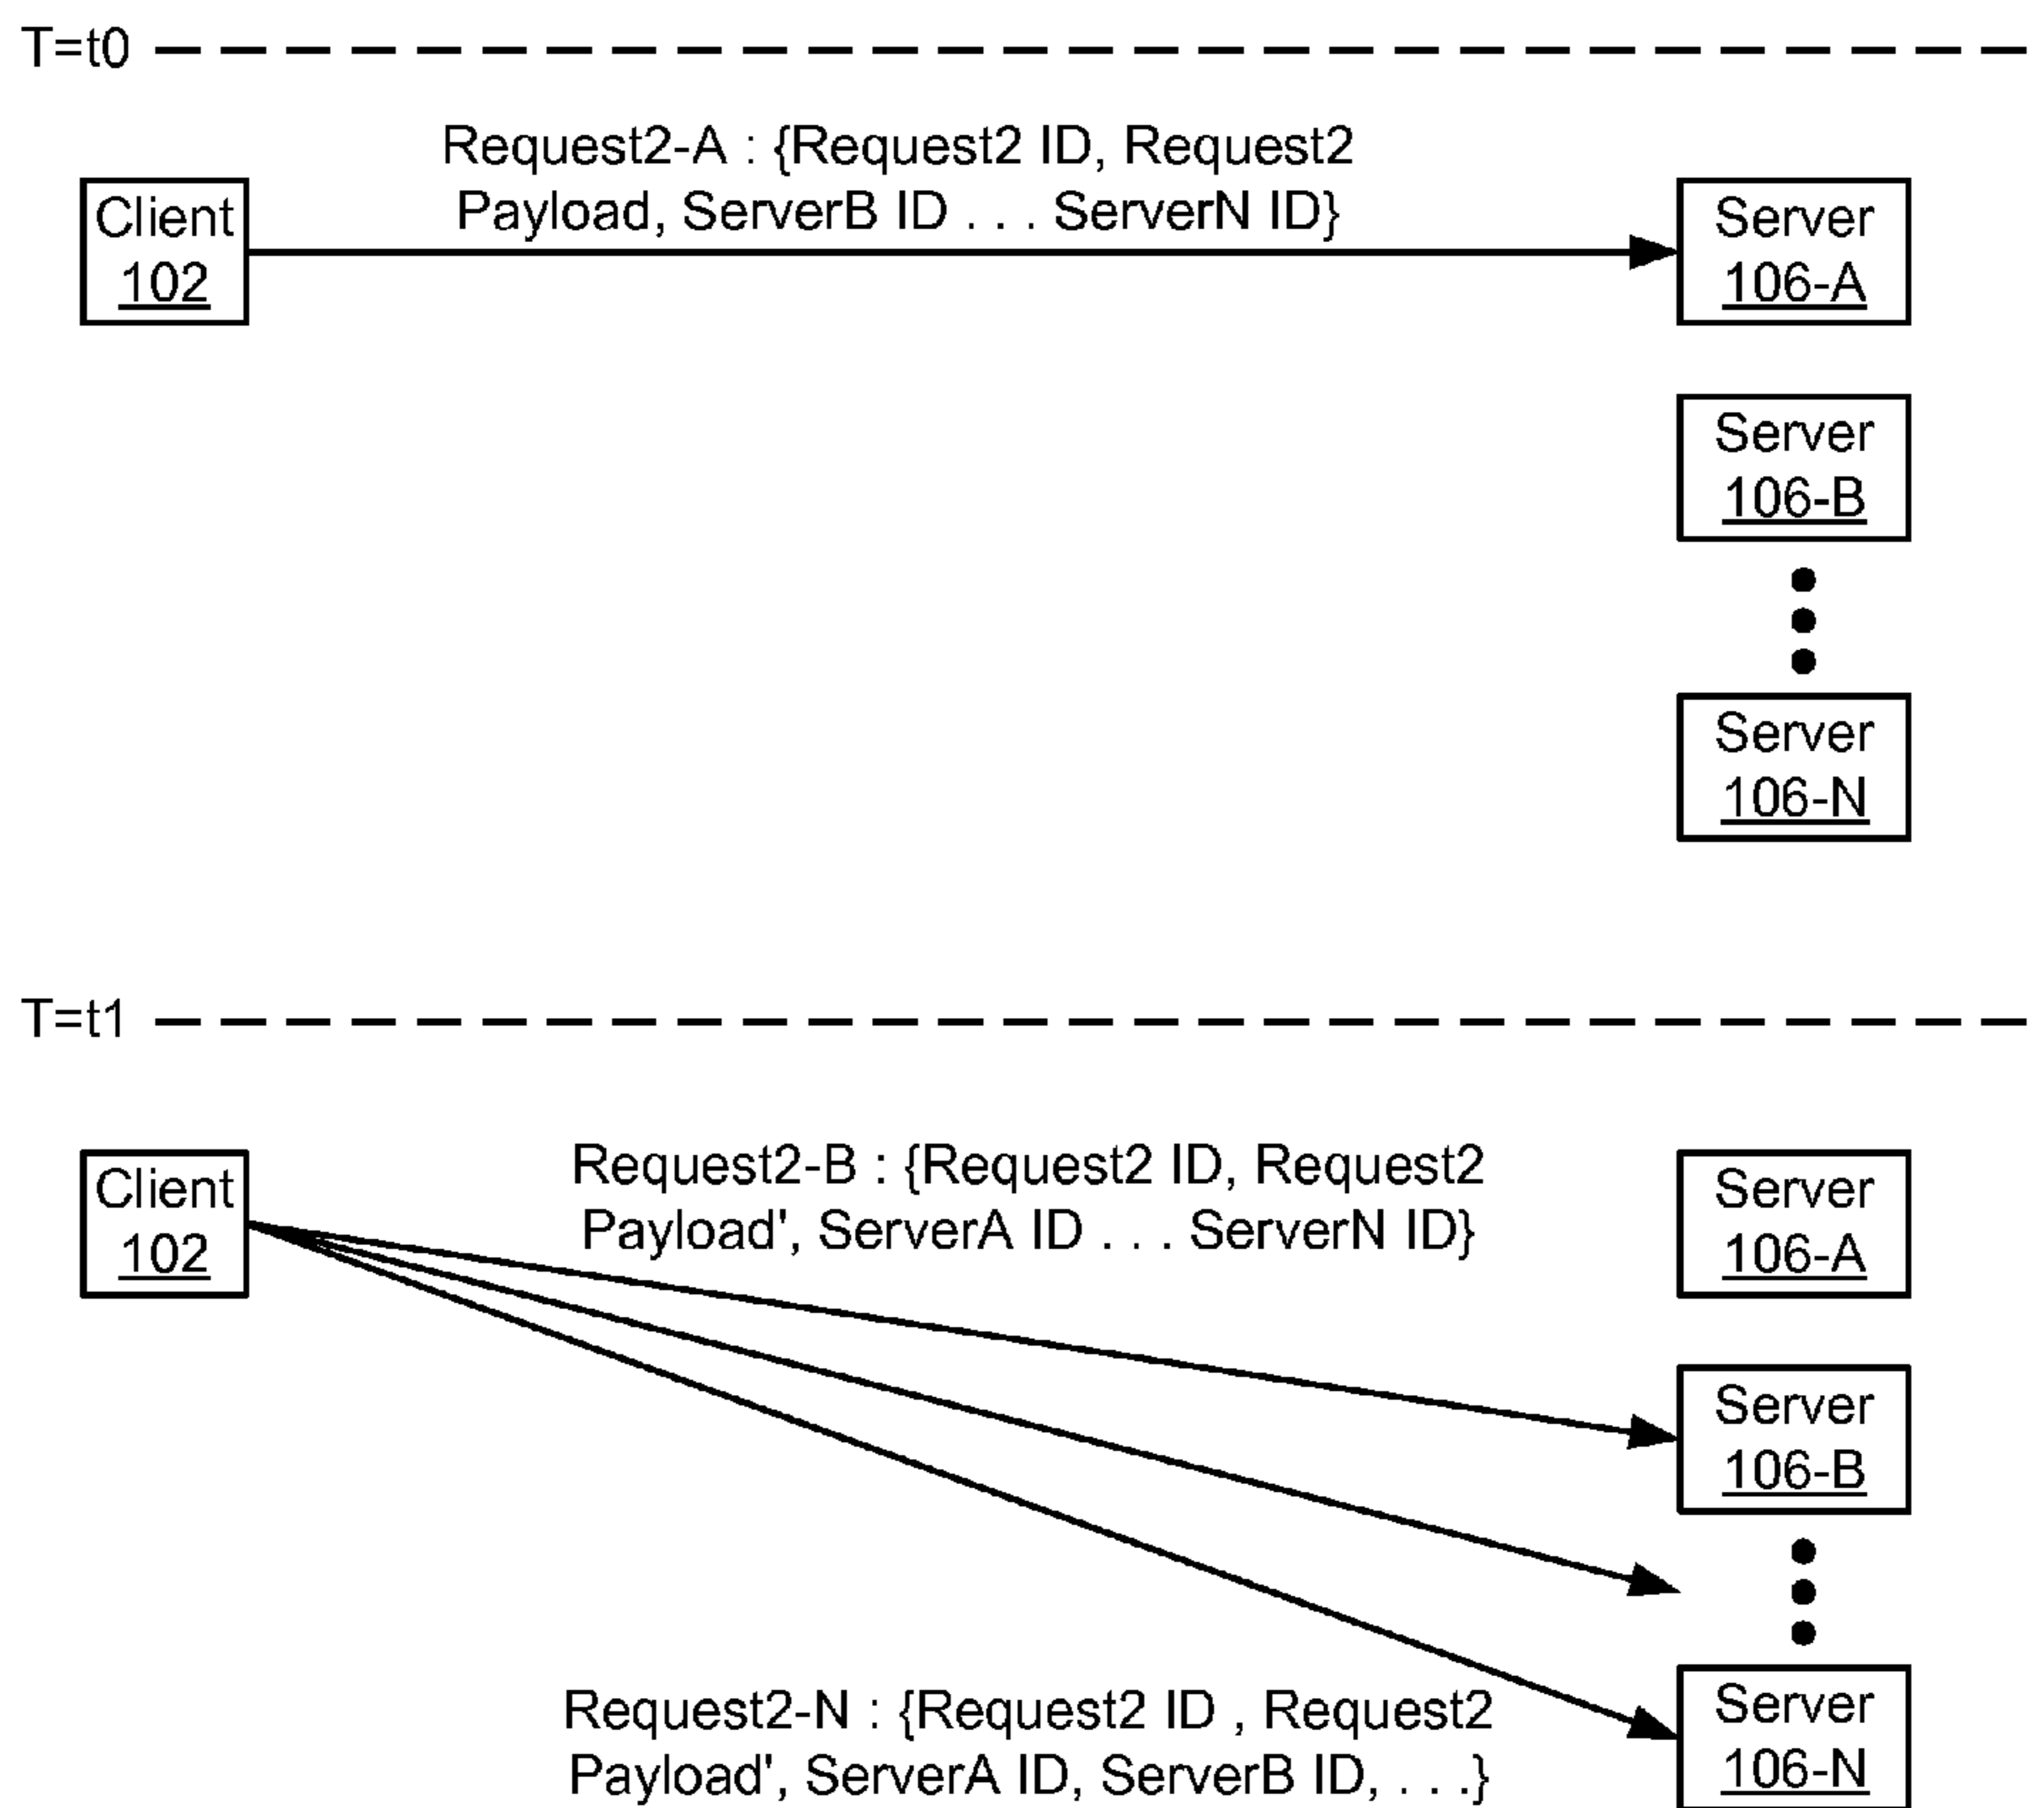 T=t0
Request2-A : {Request2 ID, Request2
Payload, ServerB ID . . . ServerN ID}
Client
102
Server
106-A
Server
106-B
Server
106-N
T=t1
Request2-B : {Request2 ID, Request2
Payload', ServerA ID . . . ServerN ID}
Client
102
Server
106-A
Server
106-B
Server
106-N
Request2-N : {Request2 ID , Request2
Payload', ServerA ID, ServerB ID, . . .}